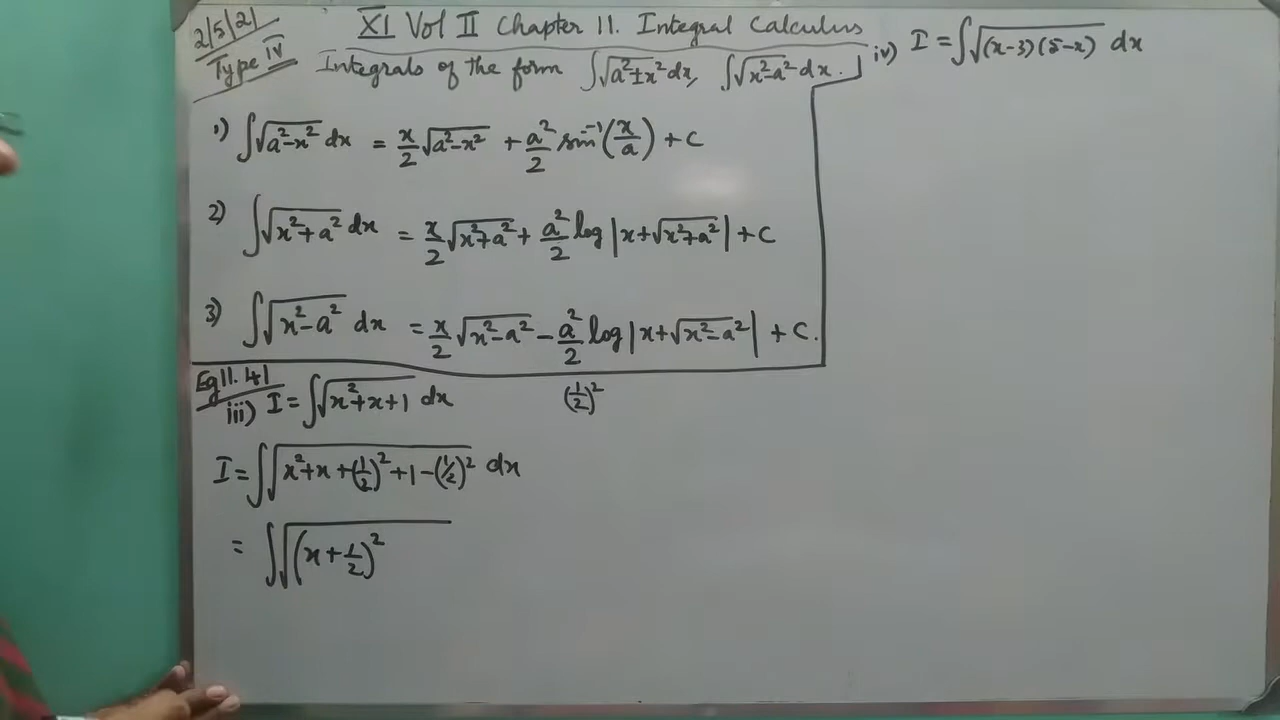 2/5/21
Type iv
XI Vol II Chapter 11. Integral Calculus
Integrals of the form ∫√(a²±x²) dx, ∫√(x²-a²) dx.
1) ∫√(a²-x²) dx = x/2 √(a²-x²) + a²/2 sin⁻¹(x/a) + c
2) ∫√(x²+a²) dx = x/2 √(x²+a²) + a²/2 log|x+√(x²+a²)| + c
3) ∫√(x²-a²) dx = x/2 √(x²-a²) - a²/2 log|x+√(x²-a²)| + c.
Eg 11.41
iii) I = ∫√(x²+x+1) dx
(1/2)²
I = ∫√(x²+x+(1/2)²+1-(1/2)²) dx
= ∫√((x+1/2)²
iv) I = ∫√((x-3)(5-x)) dx